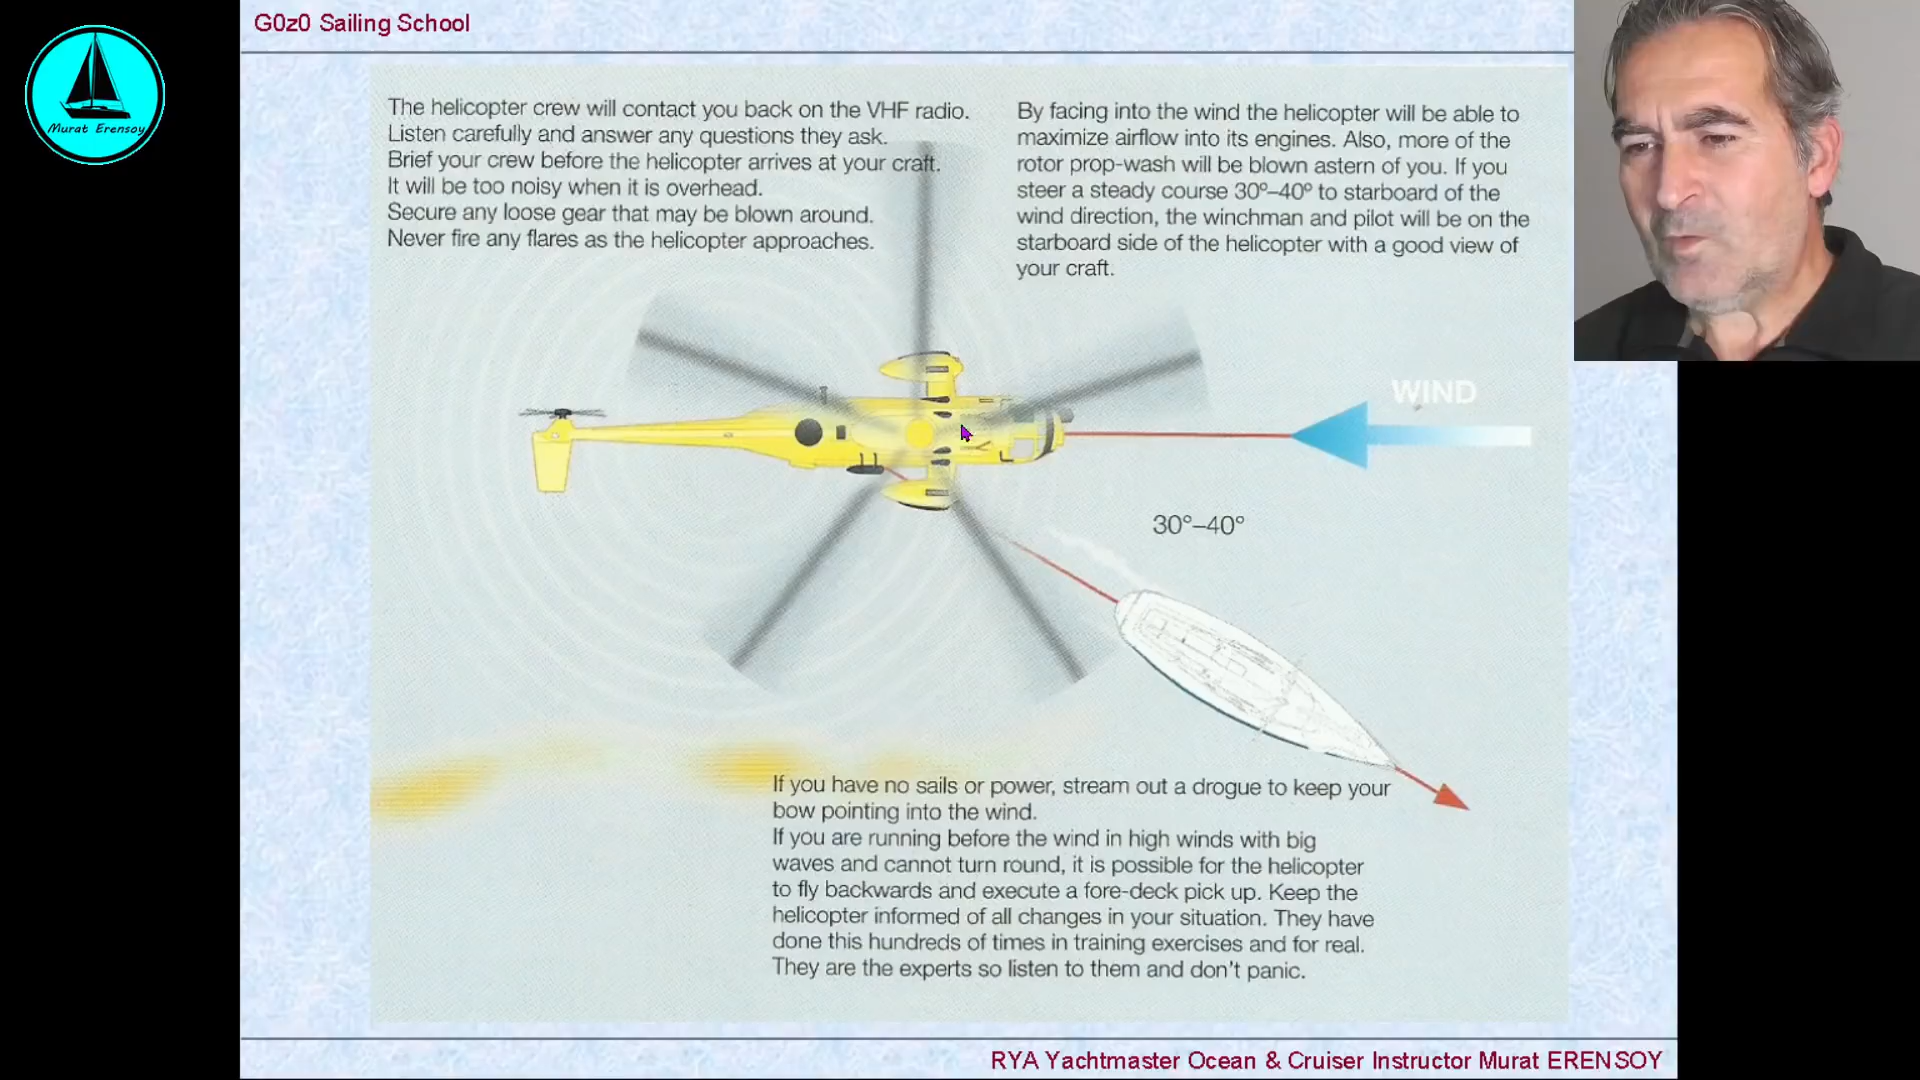 G0z0 Sailing School
Murat Erensoy
The helicopter crew will contact you back on the VHF radio.
Listen carefully and answer any questions they ask.
Brief your crew before the helicopter arrives at your craft.
It will be too noisy when it is overhead.
Secure any loose gear that may be blown around.
Never fire any flares as the helicopter approaches.
By facing into the wind the helicopter will be able to
maximize airflow into its engines. Also, more of the
rotor prop-wash will be blown astern of you. If you
steer a steady course 30º–40º to starboard of the
wind direction, the winchman and pilot will be on the
starboard side of the helicopter with a good view of
your craft.
WIND
30°–40°
If you have no sails or power, stream out a drogue to keep your
bow pointing into the wind.
If you are running before the wind in high winds with big
waves and cannot turn round, it is possible for the helicopter
to fly backwards and execute a fore-deck pick up. Keep the
helicopter informed of all changes in your situation. They have
done this hundreds of times in training exercises and for real.
They are the experts so listen to them and don't panic.
RYA Yachtmaster Ocean & Cruiser Instructor Murat ERENSOY